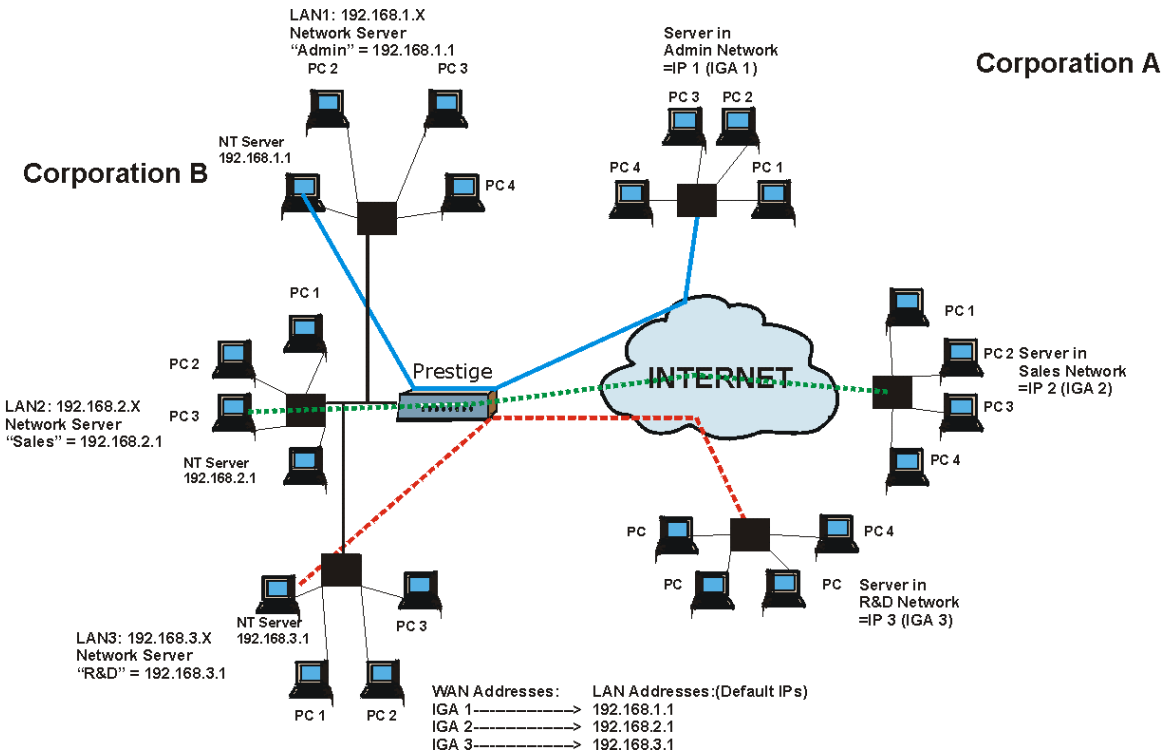 LAN1: 192.168.1.X
Network Server
“Admin” = 192.168.1.1
PC 2
PC 3
NT Server
192.168.1.1
PC 4
Corporation B
Server in
Admin Network
=IP 1 (IGA 1)
PC 3
PC 2
PC 4
PC 1
Corporation A
PC 1
PC 2
PC 3
LAN2: 192.168.2.X
Network Server
“Sales” = 192.168.2.1
NT Server
192.168.2.1
Prestige
INTERNET
PC 1
PC 2
Server in
Sales Network
=IP 2 (IGA 2)
PC 3
PC 4
NT Server
192.168.3.1
PC 3
LAN3: 192.168.3.X
Network Server
“R&D” = 192.168.3.1
PC 1
PC 2
PC
PC 4
PC
PC
Server in
R&D Network
=IP 3 (IGA 3)
WAN Addresses: LAN Addresses:(Default IPs)
IGA 1----------------> 192.168.1.1
IGA 2----------------> 192.168.2.1
IGA 3----------------> 192.168.3.1